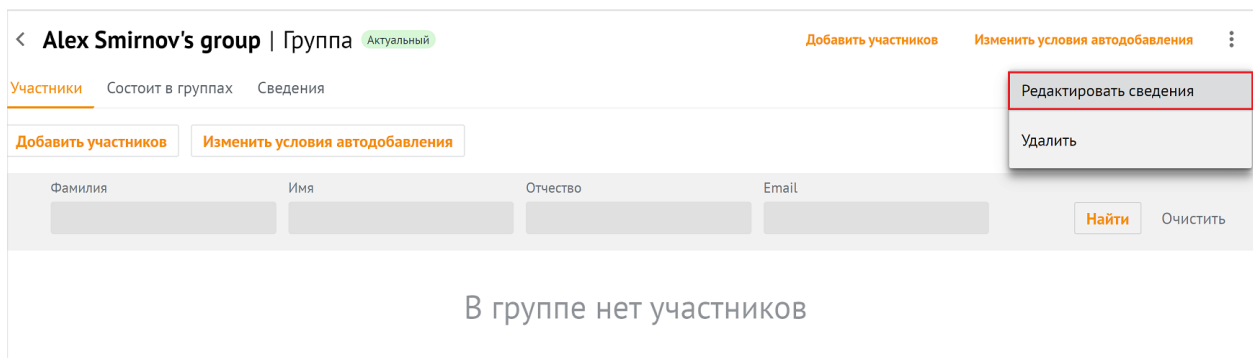 Alex Smirnov's group | Группа Актуальный Добавить участников Изменить условия автодобавления
Участники Состоит в группах Сведения
Редактировать сведения
Добавить участников Изменить условия автодобавления
Удалить
Фамилия Имя Отчество Email
Найти Очистить
В группе нет участников